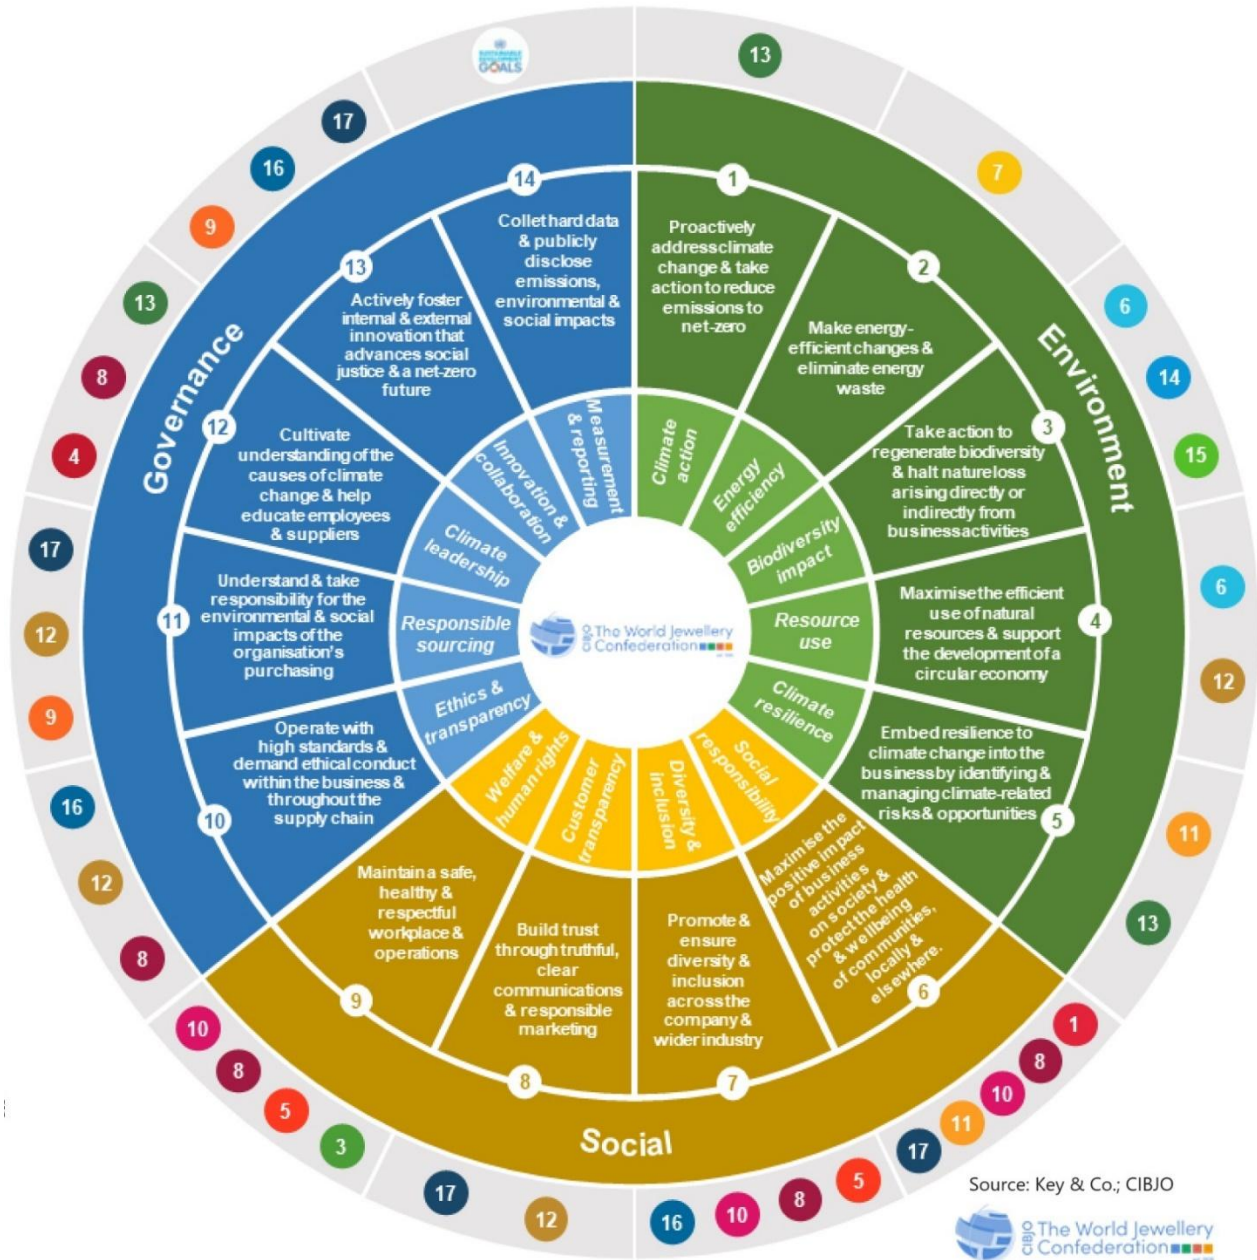 SUSTAINABLE
DEVELOPMENT
GOALS
13
7
6
14
15
6
12
11
13
1
8
10
11
17
5
8
10
16
12
17
3
5
8
10
8
12
16
9
12
17
4
8
13
9
16
17
Environment
Social
Governance
1
Proactively
address climate
change & take
action to reduce
emissions to
net-zero
Climate
action
2
Make energy-
efficient changes &
eliminate energy
waste
Energy
efficiency
3
Take action to
regenerate biodiversity
& halt nature loss
arising directly or
indirectly from
business activities
Biodiversity
impact
4
Maximise the efficient
use of natural
resources & support
the development of a
circular economy
Resource
use
5
Embed resilience to
climate change into the
business by identifying &
managing climate-related
risks & opportunities
Climate
resilience
6
Maximise the
positive impact
of business
activities
on society &
protect the health
& wellbeing
of communities,
locally &
elsewhere.
Social
responsibility
7
Promote &
ensure
diversity &
inclusion
across the
company &
wider industry
Diversity &
inclusion
8
Build trust
through truthful,
clear
communications
& responsible
marketing
Customer
transparency
9
Maintain a safe,
healthy &
respectful
workplace &
operations
Welfare &
human rights
10
Operate with
high standards &
demand ethical conduct
within the business &
throughout the
supply chain
Ethics &
transparency
11
Understand & take
responsibility for the
environmental & social
impacts of the
organisation's
purchasing
Responsible
sourcing
12
Cultivate
understanding of the
causes of climate
change & help
educate employees
& suppliers
Climate
leadership
13
Actively foster
internal & external
innovation that
advances social
justice & a net-zero
future
Innovation &
collaboration
14
Collet hard data
& publicly
disclose
emissions,
environmental &
social impacts
Measurement
& reporting
CIBJO
The World Jewellery
Confederation
Source: Key & Co.; CIBJO
CIBJO
The World Jewellery
Confederation